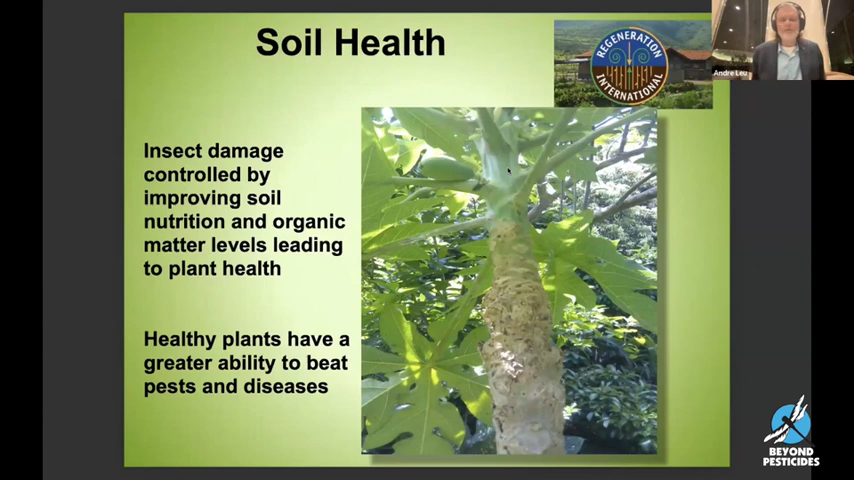 Soil Health
REGENERATION
INTERNATIONAL
Andre Leu
Insect damage
controlled by
improving soil
nutrition and organic
matter levels leading
to plant health
Healthy plants have a
greater ability to beat
pests and diseases
BEYOND
PESTICIDES